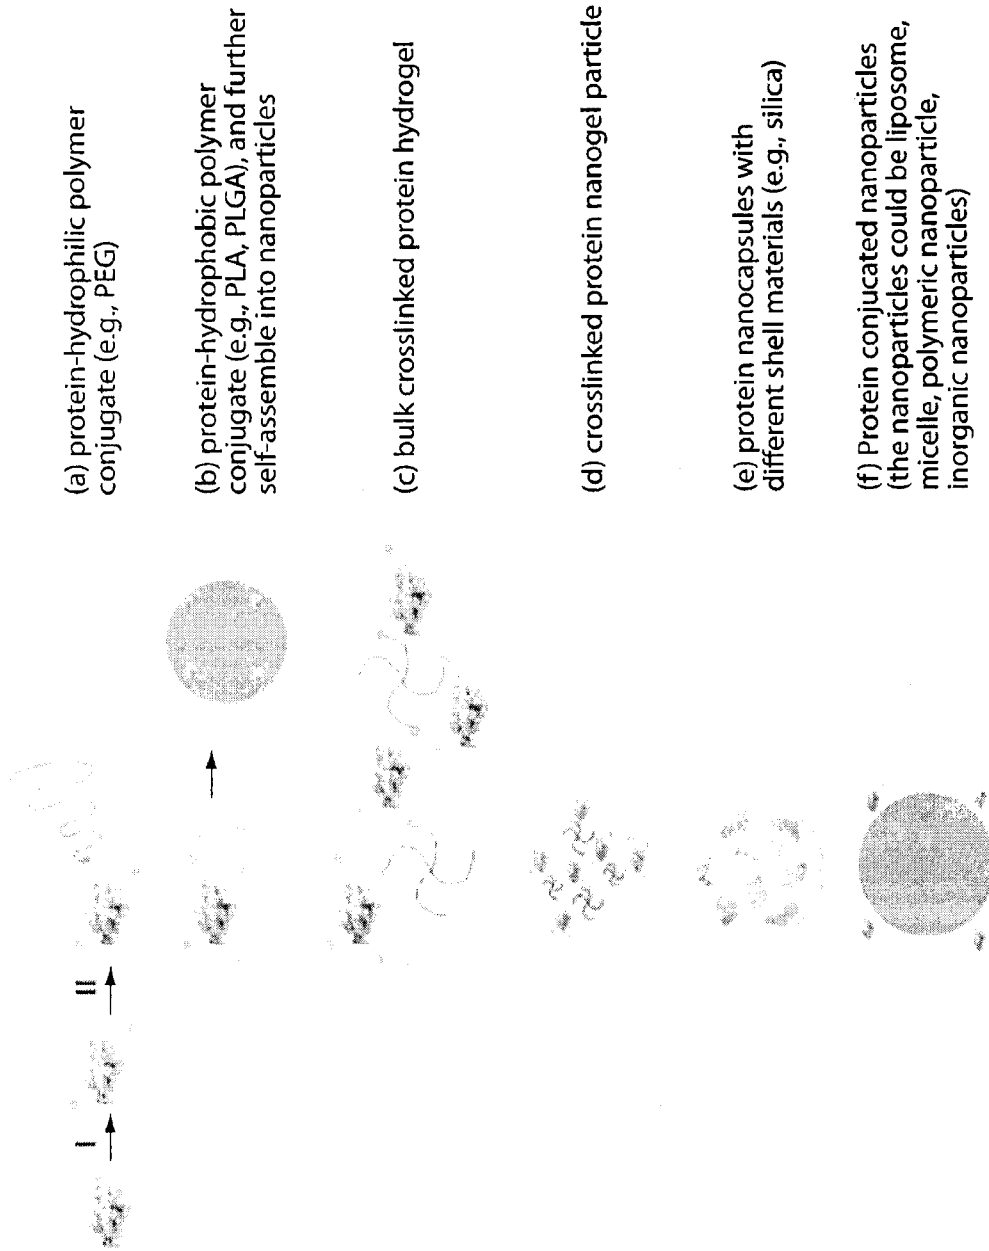 I
II
(a) protein-hydrophilic polymer
conjugate (e.g., PEG)
(b) protein-hydrophobic polymer
conjugate (e.g., PLA, PLGA), and further
self-assemble into nanoparticles
(c) bulk crosslinked protein hydrogel
(d) crosslinked protein nanogel particle
(e) protein nanocapsules with
different shell materials (e.g., silica)
(f) Protein conjucated nanoparticles
(the nanoparticles could be liposome,
micelle, polymeric nanoparticle,
inorganic nanoparticles)